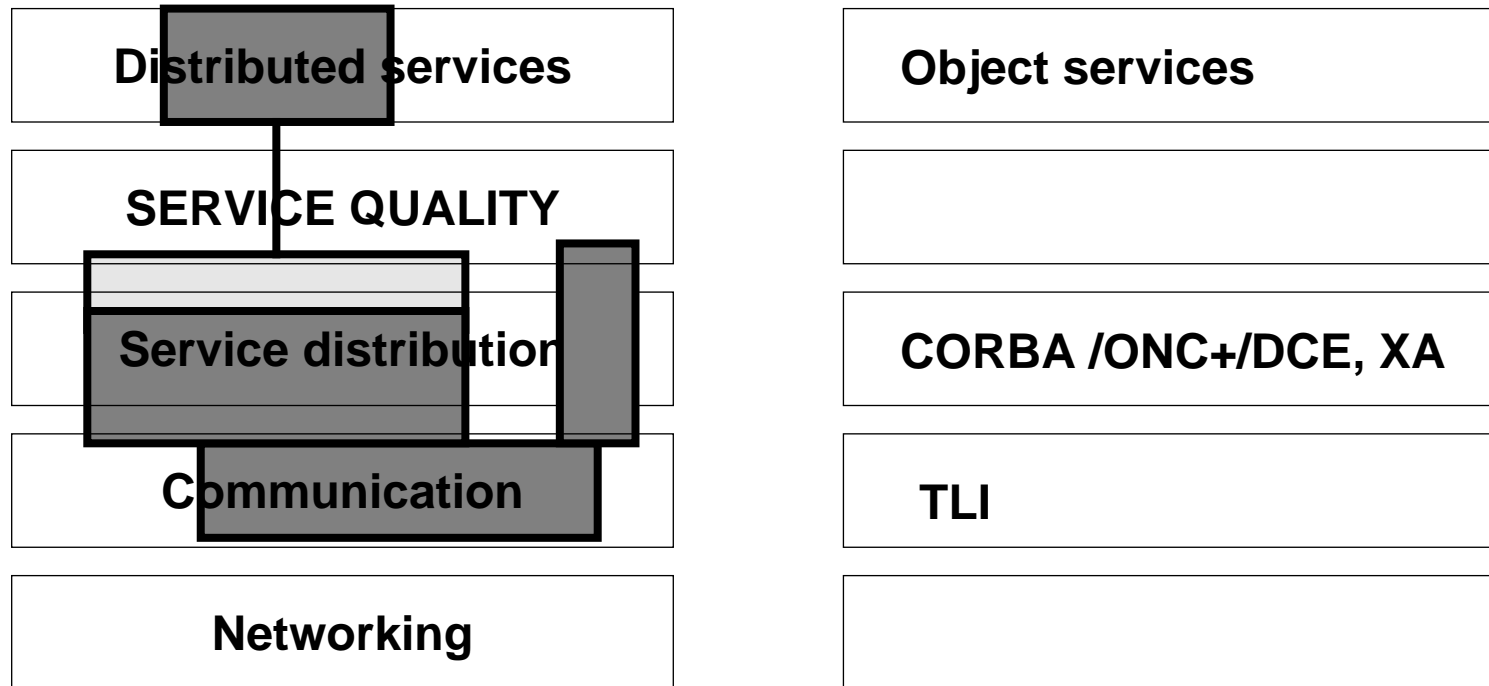 Distributed services
Object services
SERVICE QUALITY
Service distribution
CORBA /ONC+/DCE, XA
Communication
TLI
Networking